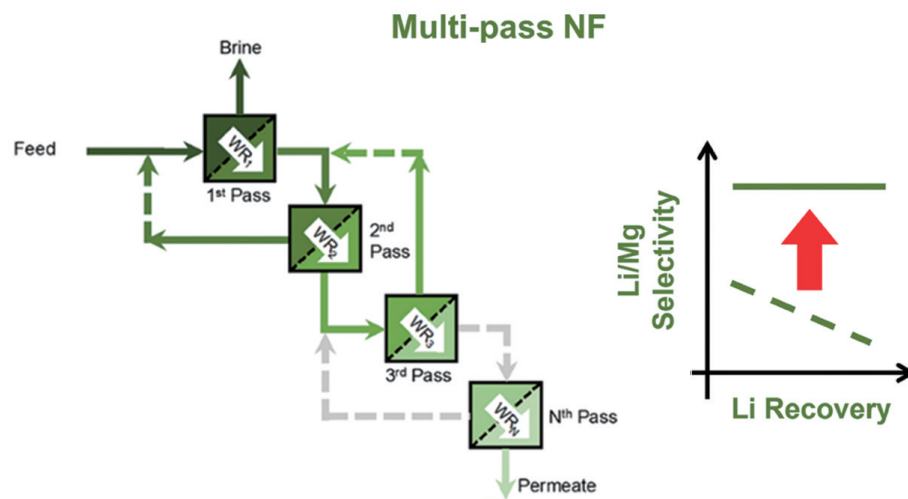 Multi-pass NF
Brine
Feed
WR1
1st Pass
WR2
2nd
Pass
WR3
3rd Pass
WRN
Nth Pass
Permeate
Li/Mg
Selectivity
Li Recovery